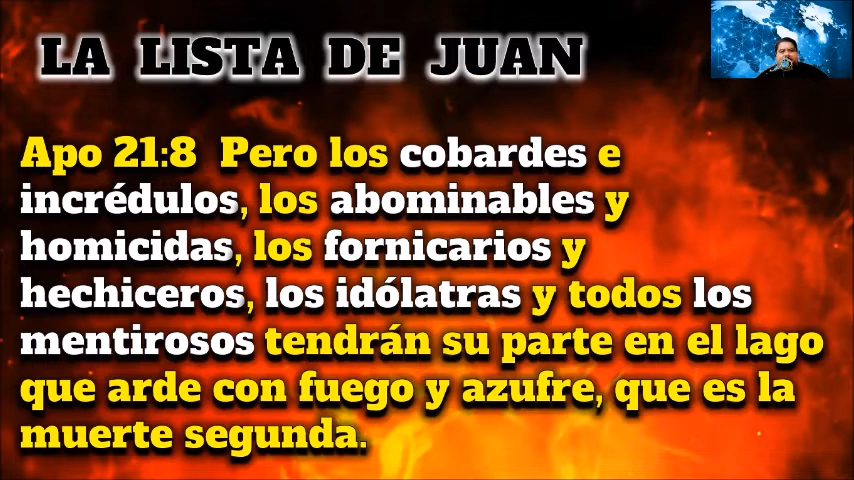 LA LISTA DE JUAN
Apo 21:8 Pero los cobardes e
incrédulos, los abominables y
homicidas, los fornicarios y
hechiceros, los idólatras y todos los
mentirosos tendrán su parte en el lago
que arde con fuego y azufre, que es la
muerte segunda.